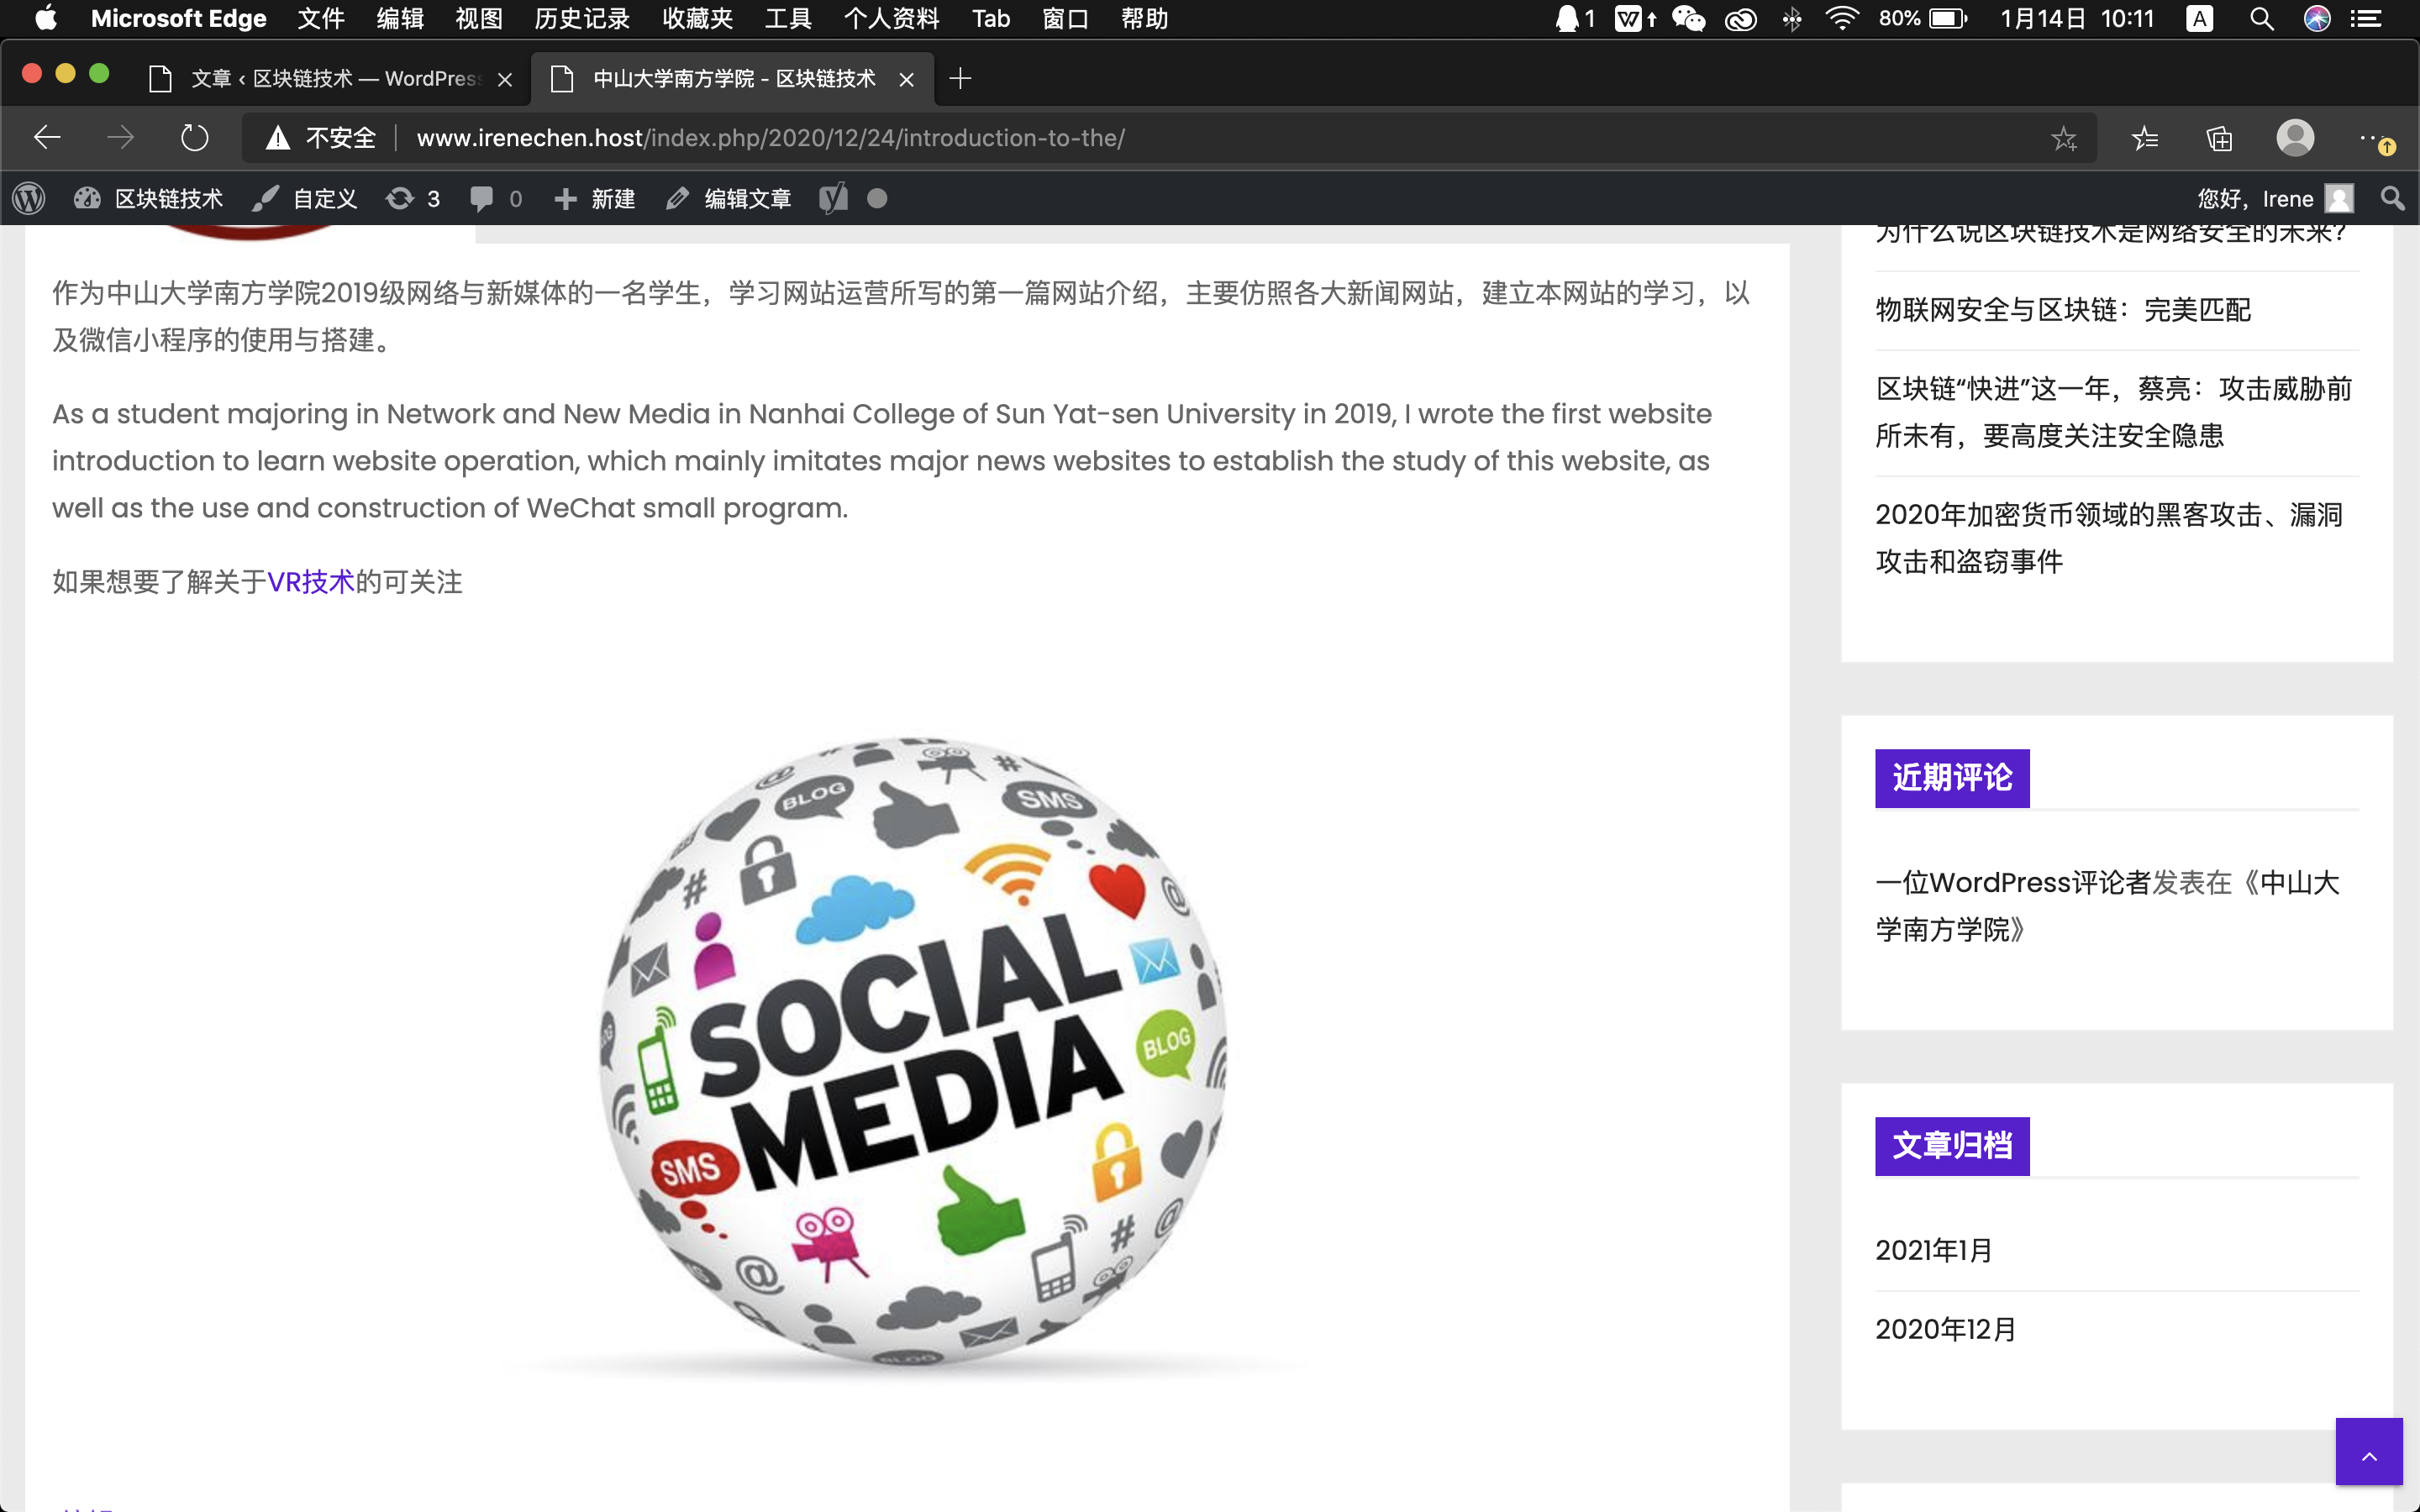 Microsoft Edge 文件 编辑 视图 历史记录 收藏夹 工具 个人资料 Tab 窗口 帮助 1 W 80% 1月14日 10:11 A
文章 ‹ 区块链技术 — WordPress
中山大学南方学院 - 区块链技术
不安全 www.irenechen.host/index.php/2020/12/24/introduction-to-the/
区块链技术 自定义 3 0 新建 编辑文章 您好，Irene
作为中山大学南方学院2019级网络与新媒体的一名学生，学习网站运营所写的第一篇网站介绍，主要仿照各大新闻网站，建立本网站的学习，以
及微信小程序的使用与搭建。
As a student majoring in Network and New Media in Nanhai College of Sun Yat-sen University in 2019, I wrote the first website
introduction to learn website operation, which mainly imitates major news websites to establish the study of this website, as
well as the use and construction of WeChat small program.
如果想要了解关于VR技术的可关注
BLOG
SMS
SOCIAL
MEDIA
BLOG
SMS
BLOG
为什么说区块链技术是网络安全的未来?
物联网安全与区块链：完美匹配
区块链“快进”这一年，蔡亮：攻击威胁前
所未有，要高度关注安全隐患
2020年加密货币领域的黑客攻击、漏洞
攻击和盗窃事件
近期评论
一位WordPress评论者发表在《中山大
学南方学院》
文章归档
2021年1月
2020年12月